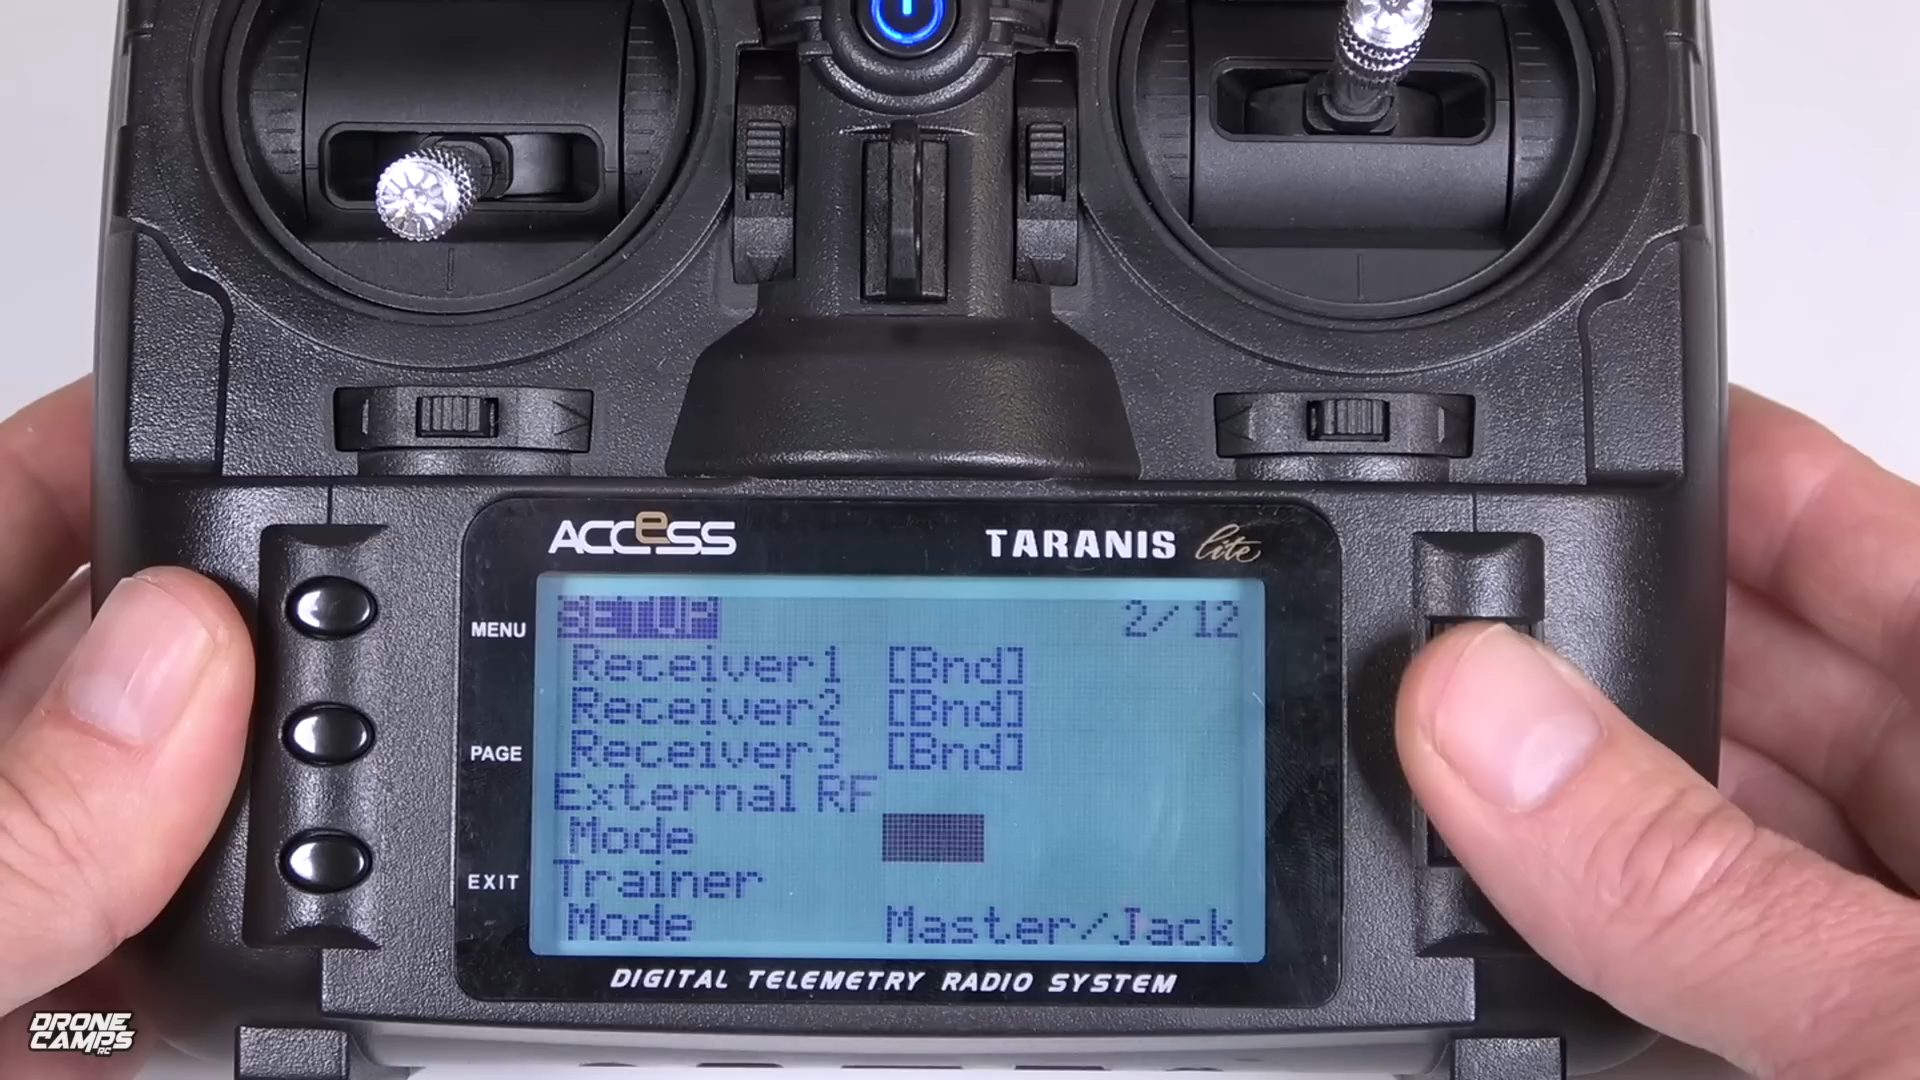 ACCeSS TARANIS lite
MENU
PAGE
EXIT
SETUP 2/12
Receiver1 [Bnd]
Receiver2 [Bnd]
Receiver3 [Bnd]
External RF
Mode
Trainer
Mode Master/Jack
DIGITAL TELEMETRY RADIO SYSTEM
DRONE
CAMPS
RC